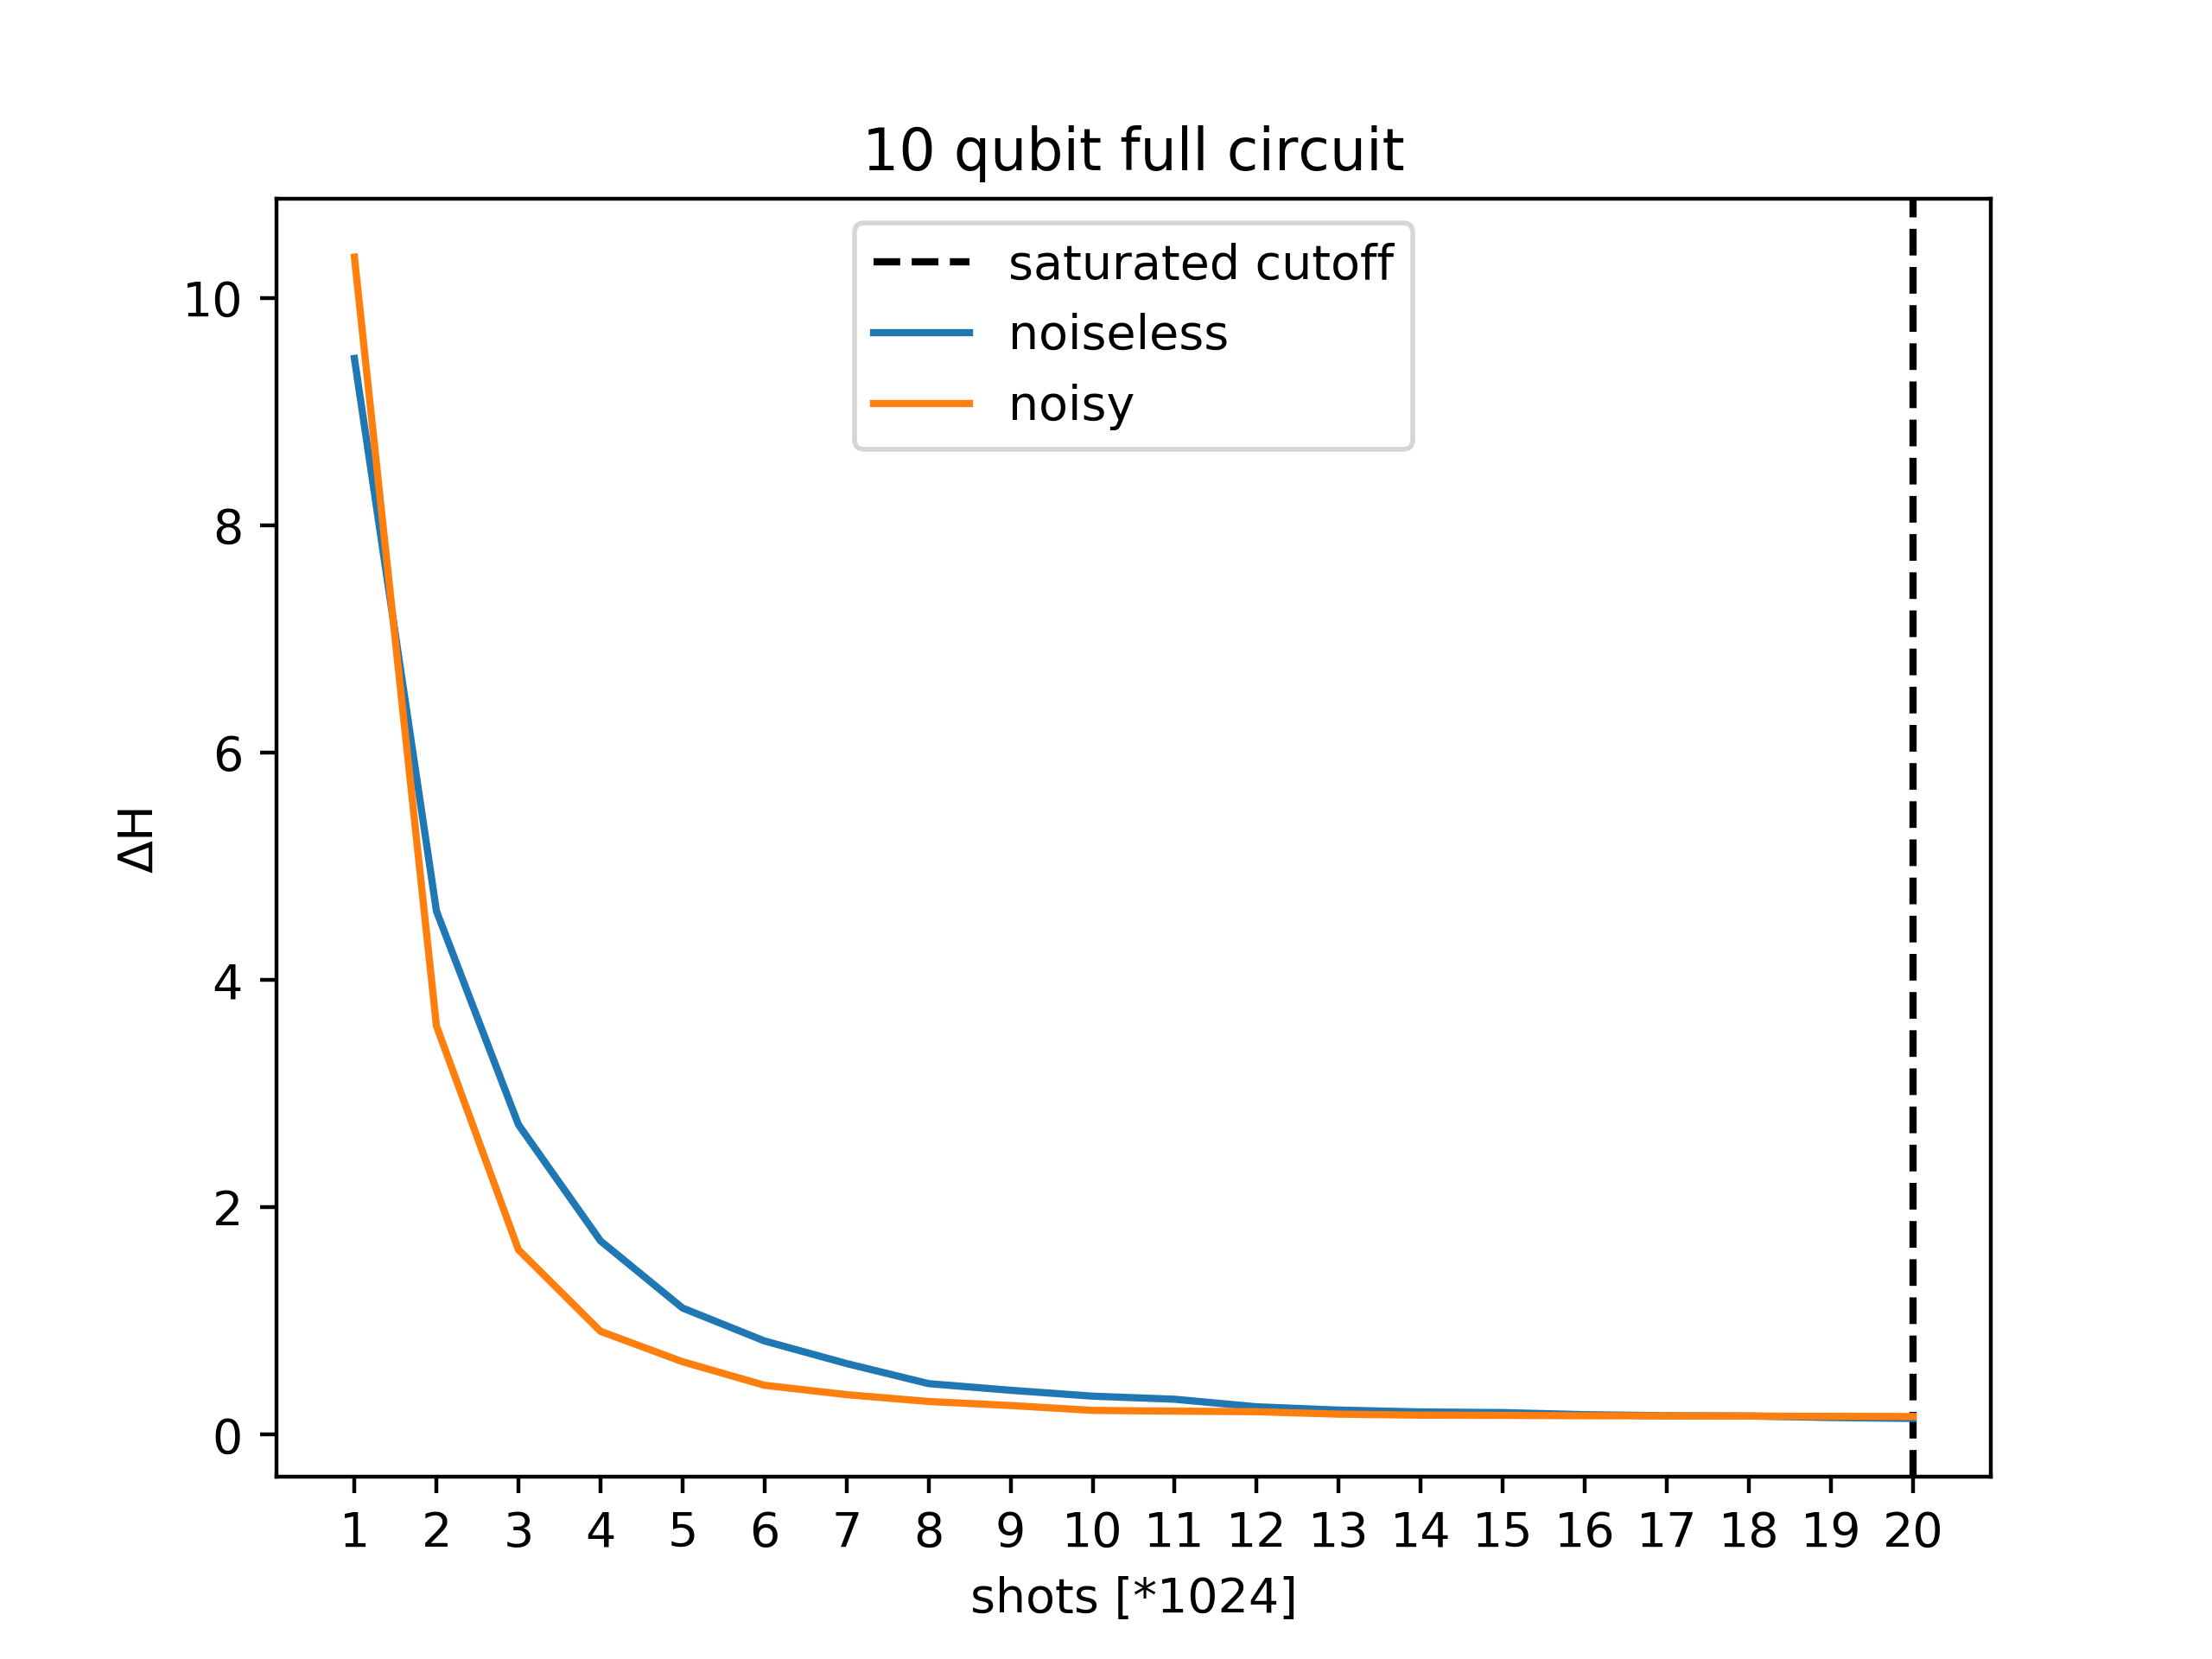 10 qubit full circuit
saturated cutoff
noiseless
noisy
10
8
6
4
2
0
ΔH
1 2 3 4 5 6 7 8 9 10 11 12 13 14 15 16 17 18 19 20
shots [*1024]